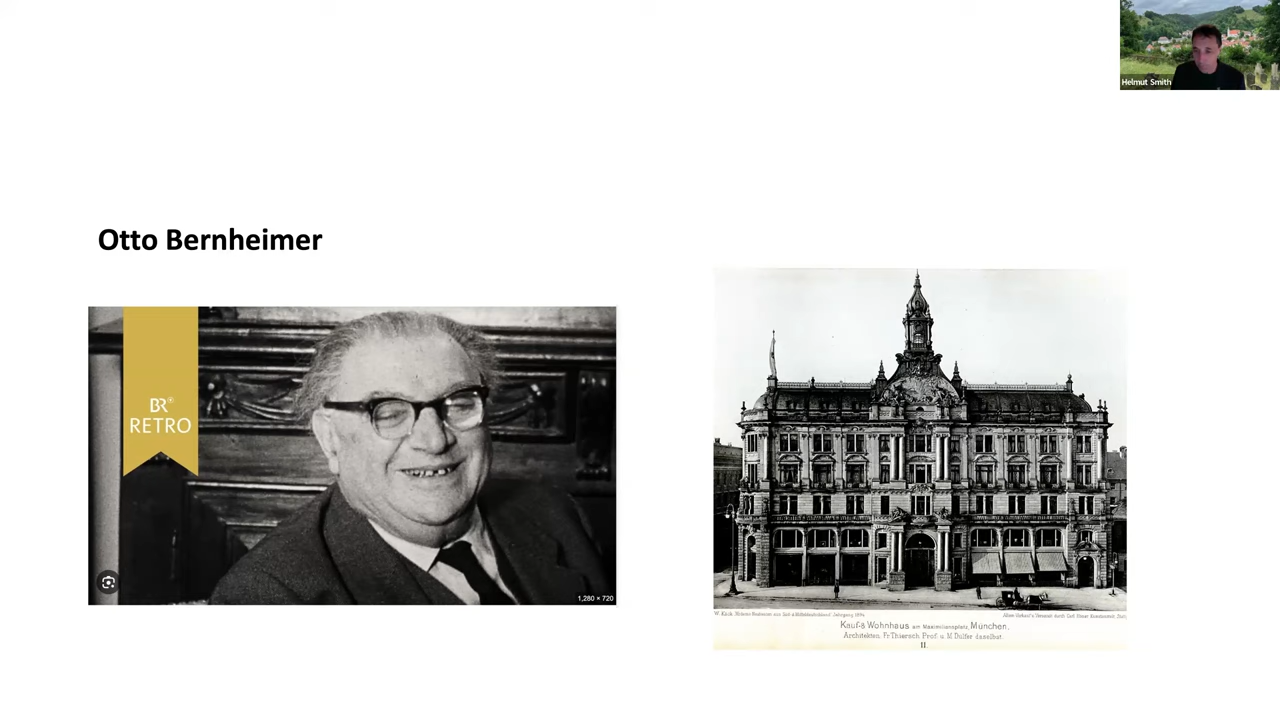 Helmut Smith
Otto Bernheimer
BR
RETRO
1,280 × 720
Kauf-& Wohnhaus am Maximiliansplatz, München.
Architekten, Fr. Thiersch Prof. u. M. Dülfer daselbst.
II.